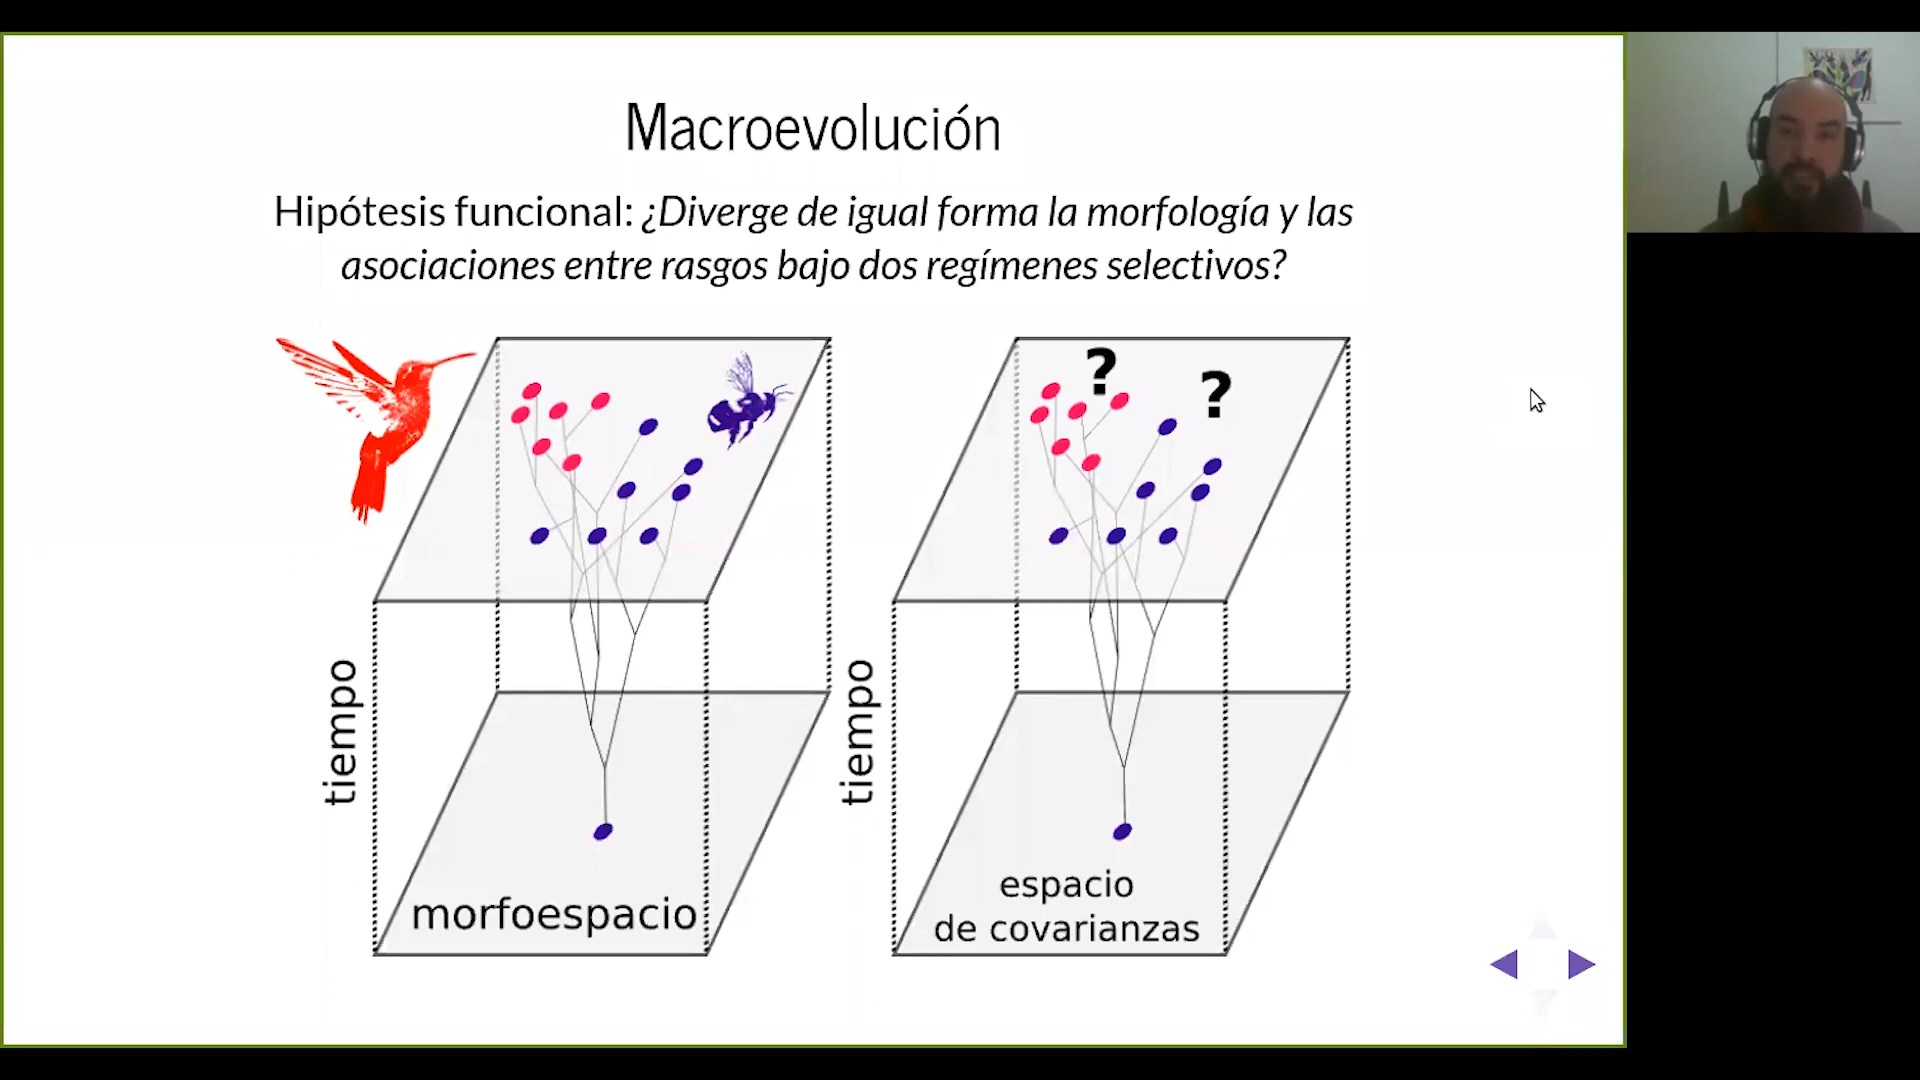 Macroevolución
Hipótesis funcional: ¿Diverge de igual forma la morfología y las
asociaciones entre rasgos bajo dos regímenes selectivos?
? ?
tiempo
morfoespacio
tiempo
espacio
de covarianzas